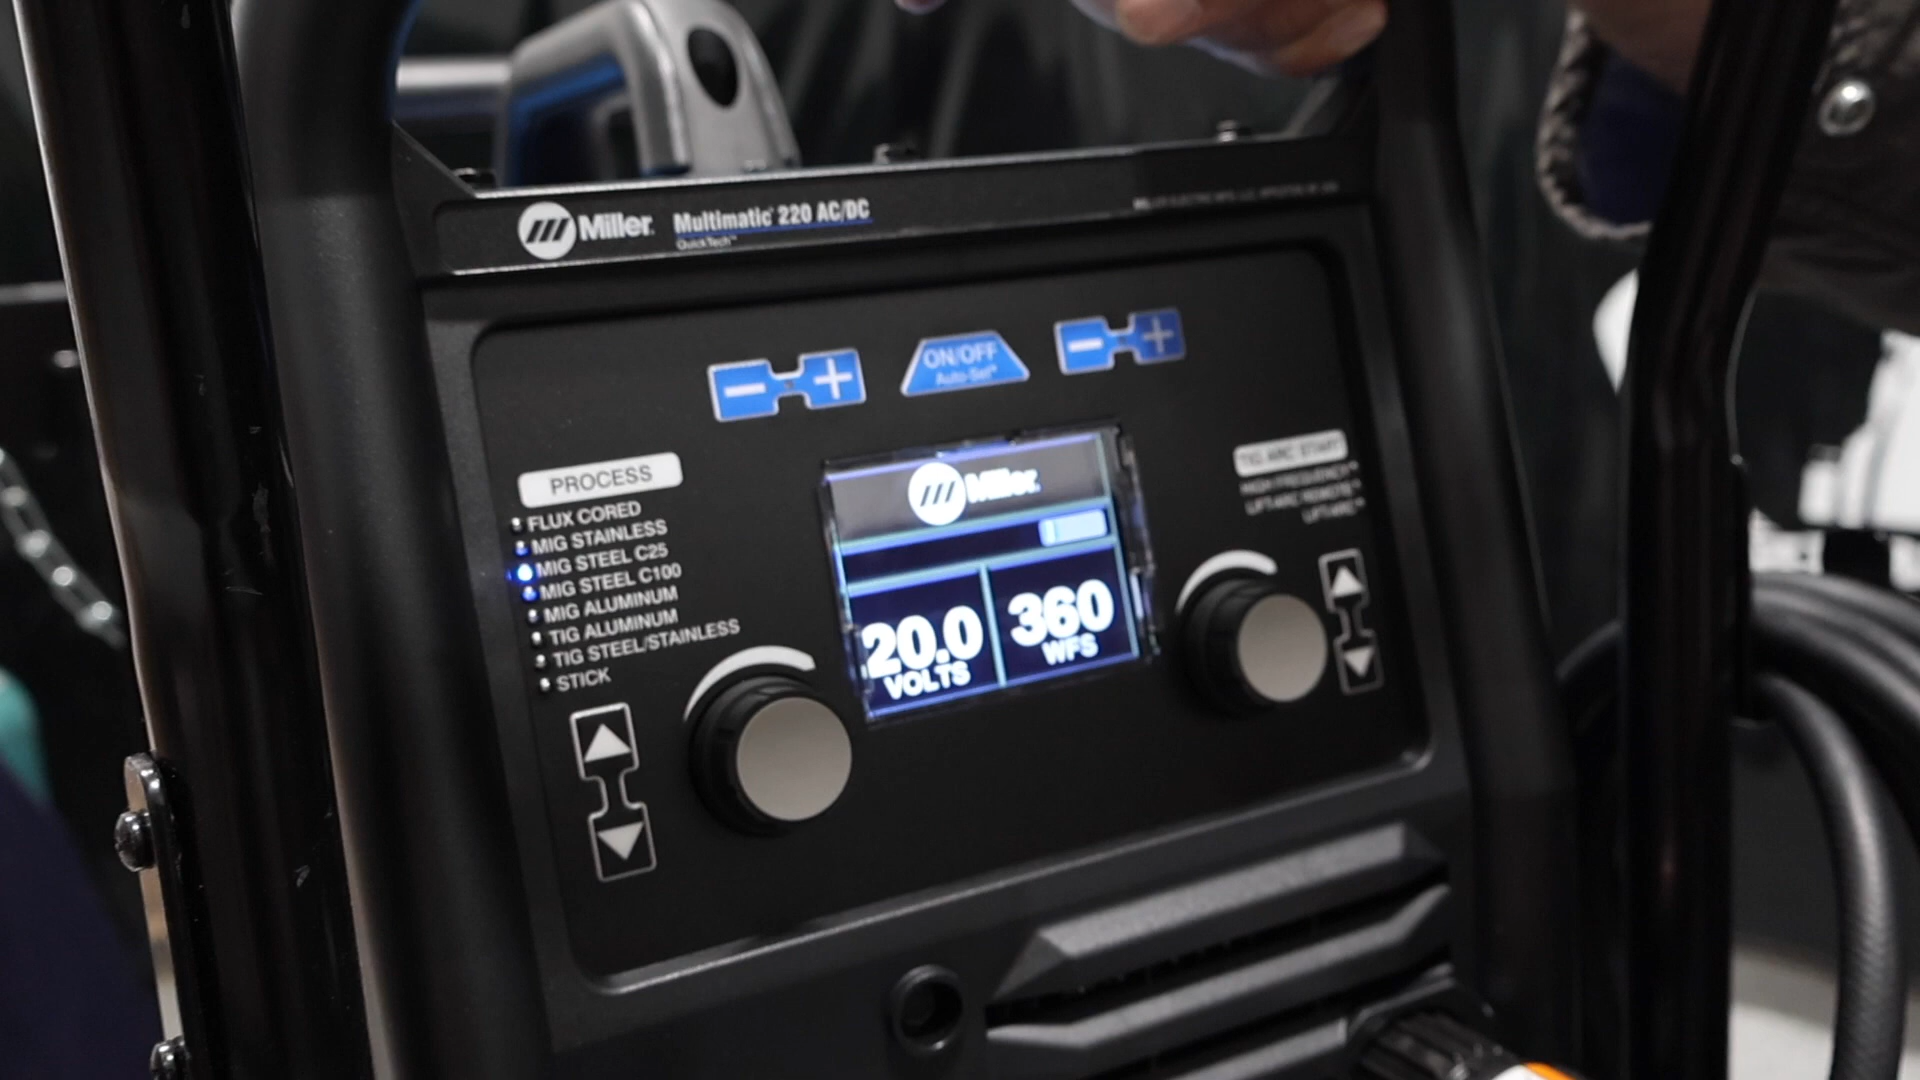 Miller Multimatic 220 AC/DC
QuickTech™
ON/OFF
Auto-Set™
PROCESS
FLUX CORED
MIG STAINLESS
MIG STEEL C25
MIG STEEL C100
MIG ALUMINUM
TIG ALUMINUM
TIG STEEL/STAINLESS
STICK
Miller
20.0
VOLTS
360
WFS
TIG ARC START
HIGH FREQUENCY
LIFT-ARC REMOTE
LIFT-ARC